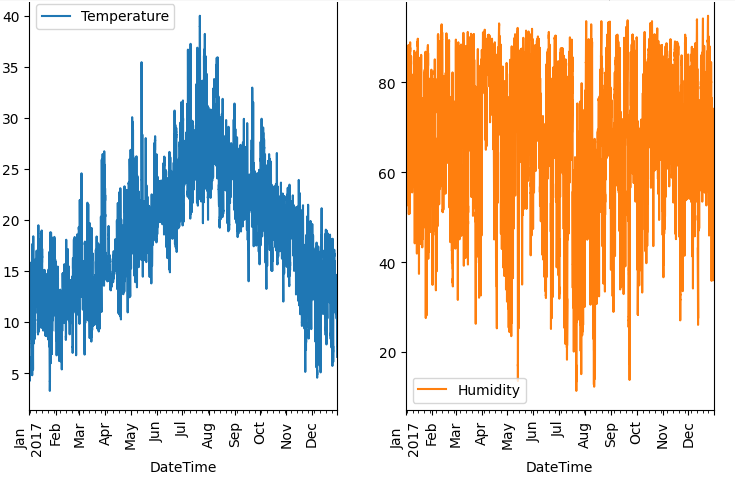 Temperature
40
35
30
25
20
15
10
5
Jan
2017
Feb
Mar
Apr
May
Jun
Jul
Aug
Sep
Oct
Nov
Dec
DateTime
80
60
40
20
Humidity
Jan
2017
Feb
Mar
Apr
May
Jun
Jul
Aug
Sep
Oct
Nov
Dec
DateTime